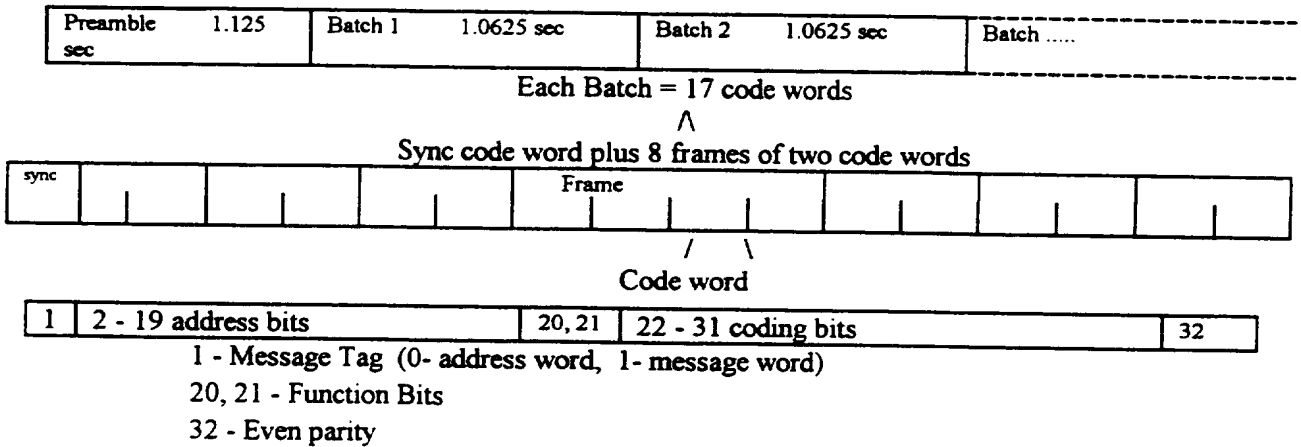 Preamble 1.125 sec
Batch 1 1.0625 sec
Batch 2 1.0625 sec
Batch .....
Each Batch = 17 code words
Sync code word plus 8 frames of two code words
sync
Frame
Code word
1 2 - 19 address bits 20, 21 22 - 31 coding bits 32
1 - Message Tag (0- address word, 1- message word)
20, 21 - Function Bits
32 - Even parity